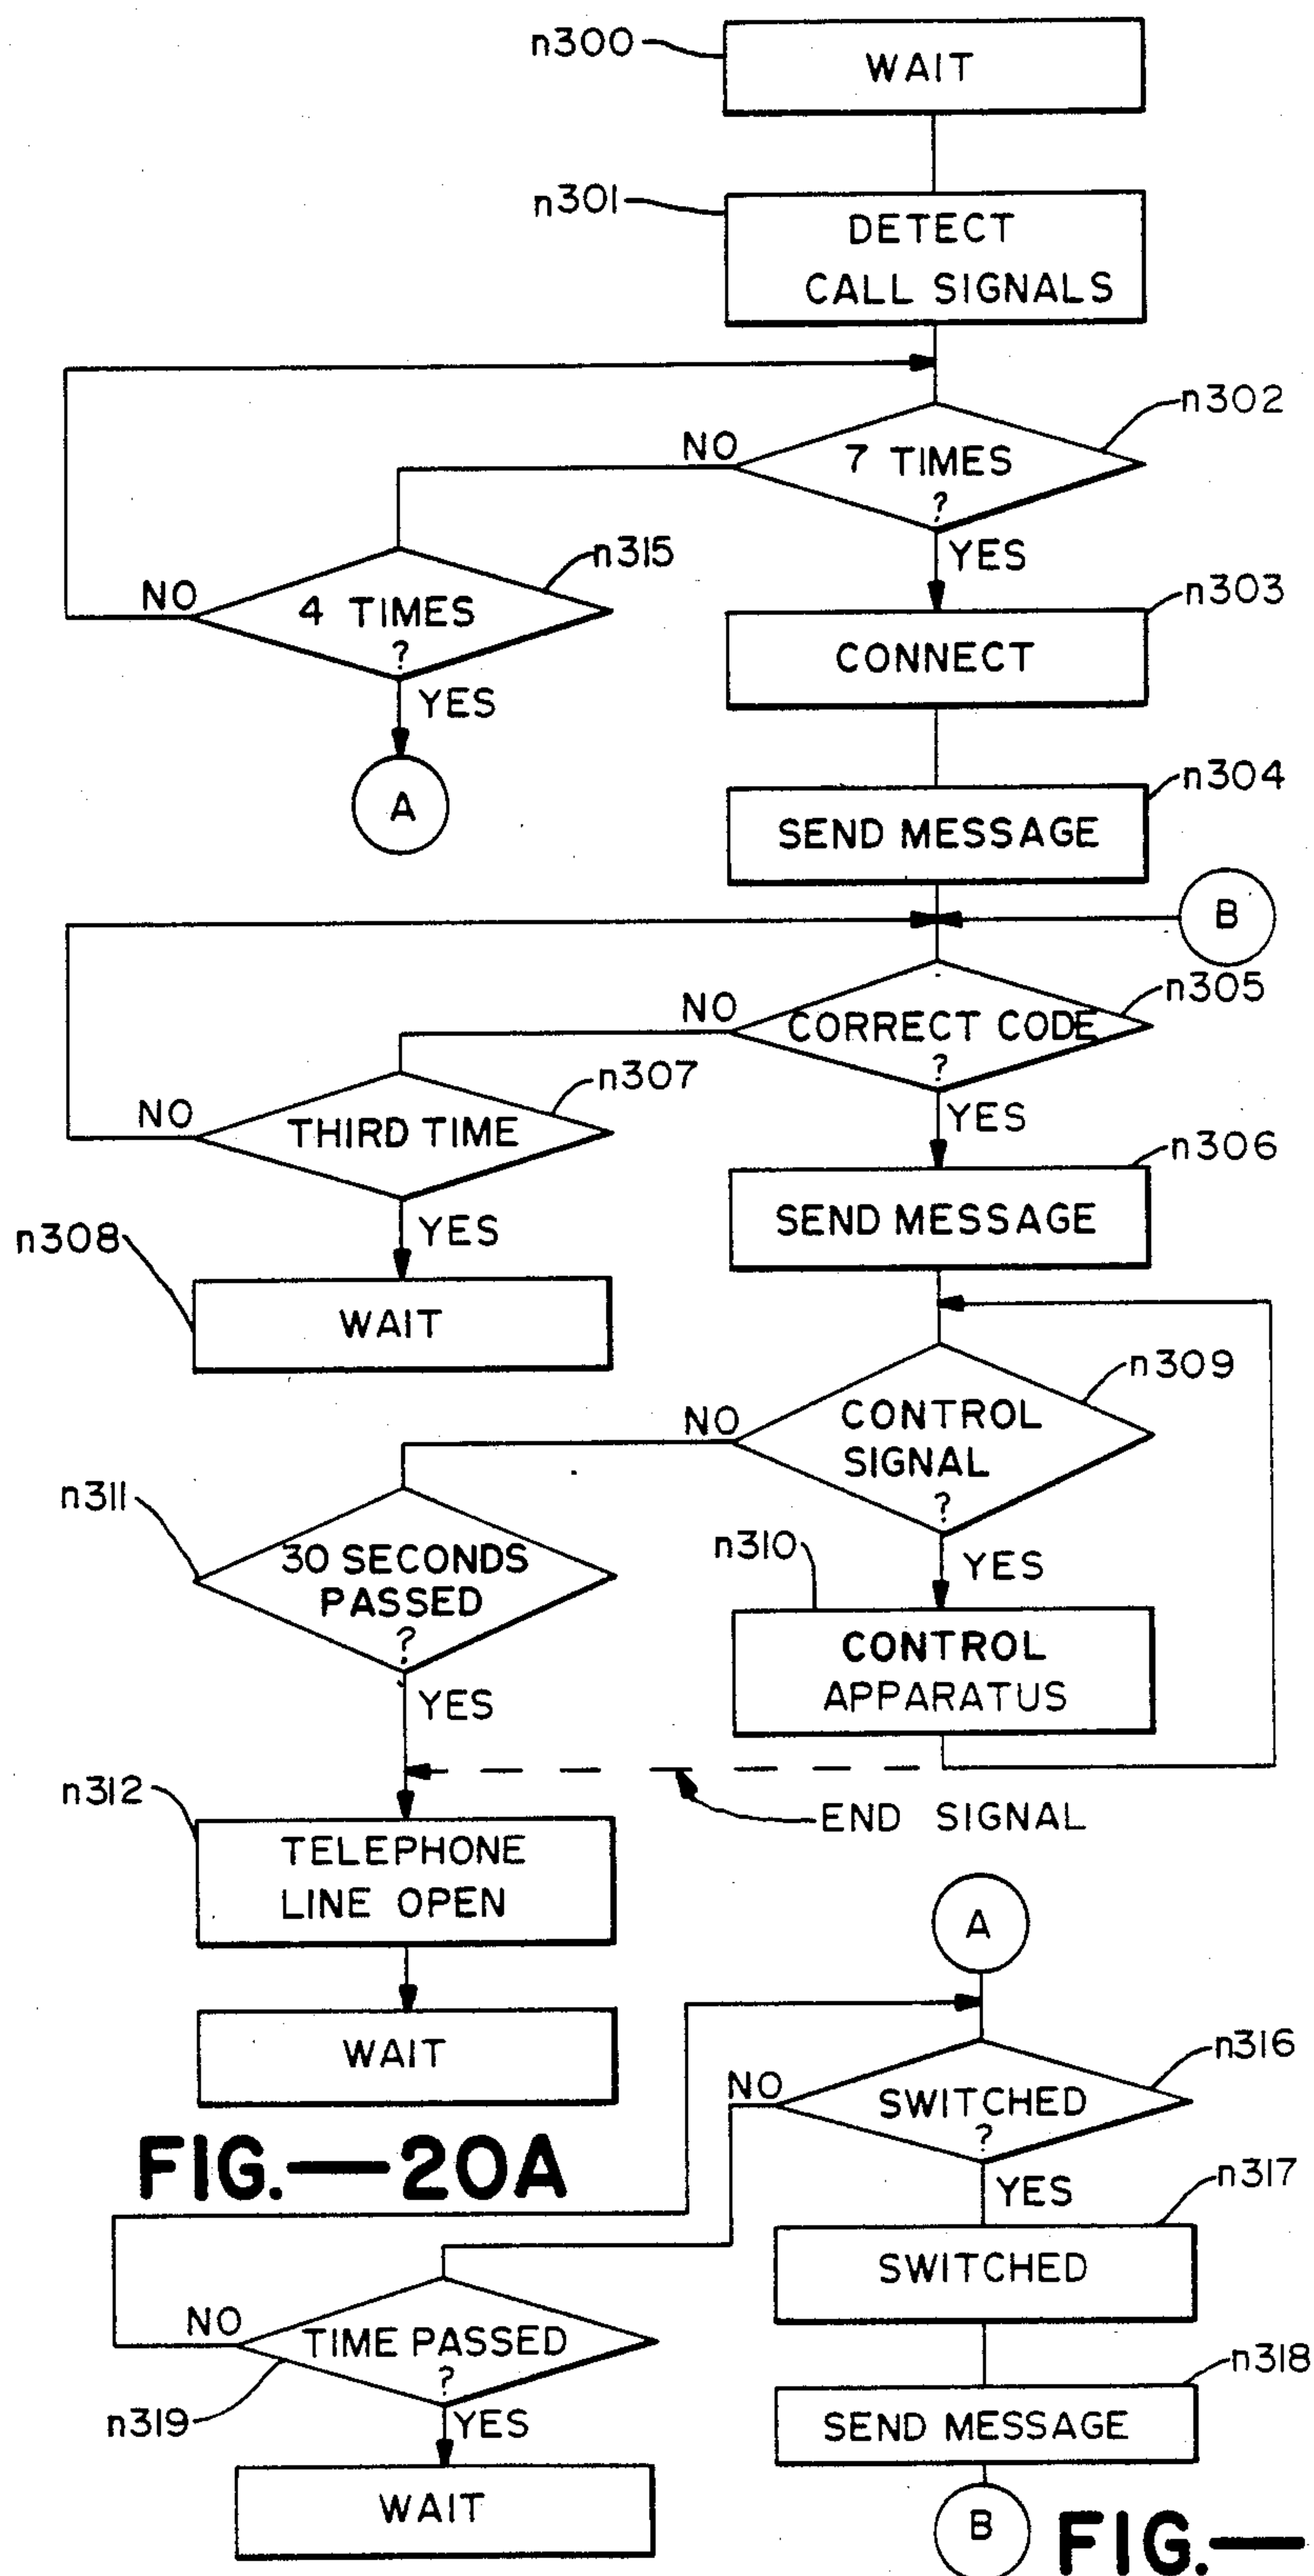 n300
WAIT
n301
DETECT
CALL SIGNALS
n302
NO
7 TIMES
?
YES
n315
NO
4 TIMES
?
YES
n303
CONNECT
A
n304
SEND MESSAGE
B
n305
NO
CORRECT CODE
?
YES
n307
NO
THIRD TIME
YES
n306
SEND MESSAGE
n308
WAIT
n309
NO
CONTROL
SIGNAL
?
YES
n311
30 SECONDS
PASSED
?
YES
n310
CONTROL
APPARATUS
END SIGNAL
n312
TELEPHONE
LINE OPEN
WAIT
FIG.—20A
A
n316
NO
SWITCHED
?
YES
n317
SWITCHED
NO
TIME PASSED
?
YES
n319
n318
SEND MESSAGE
WAIT
B
FIG.—